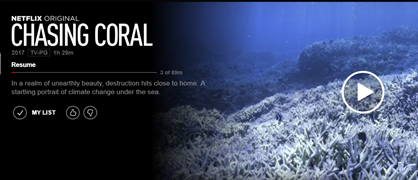 NETFLIX ORIGINAL
CHASING CORAL
2017 TV-PG 1h 29m
Resume
2 of 89m
In a realm of unearthly beauty, destruction hits close to home. A
startling portrait of climate change under the sea.
MY LIST